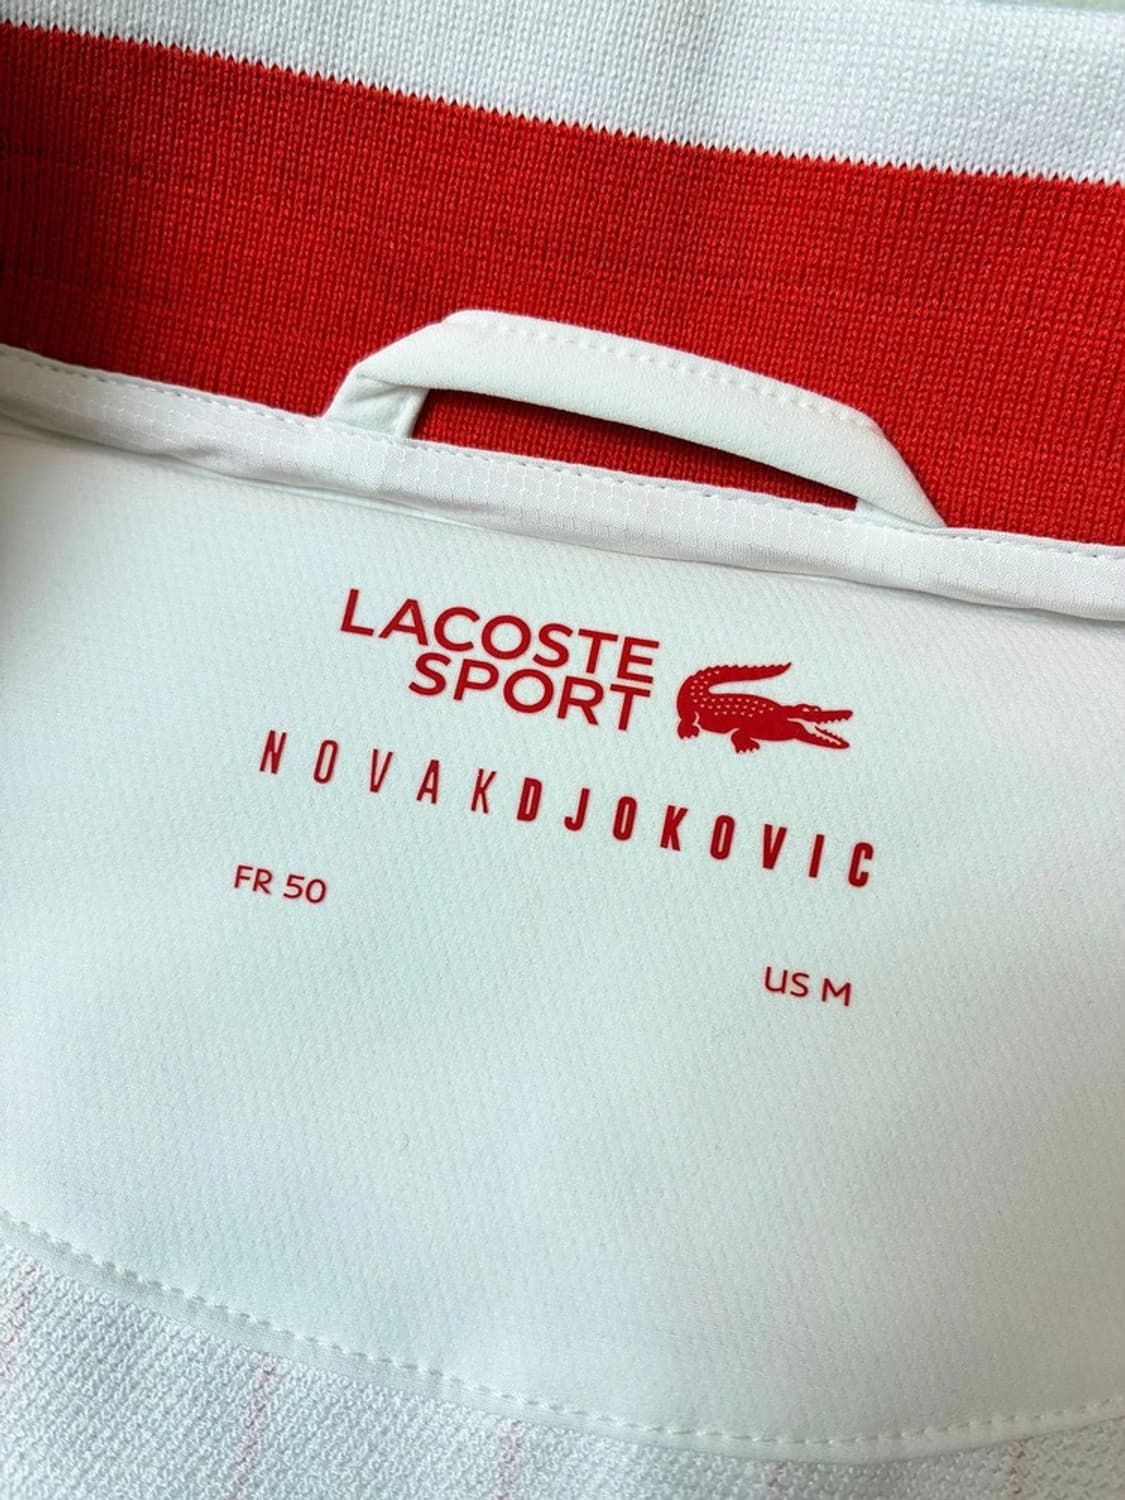 LACOSTE
SPORT
NOVAKDJOKOVIC
FR 50
US M